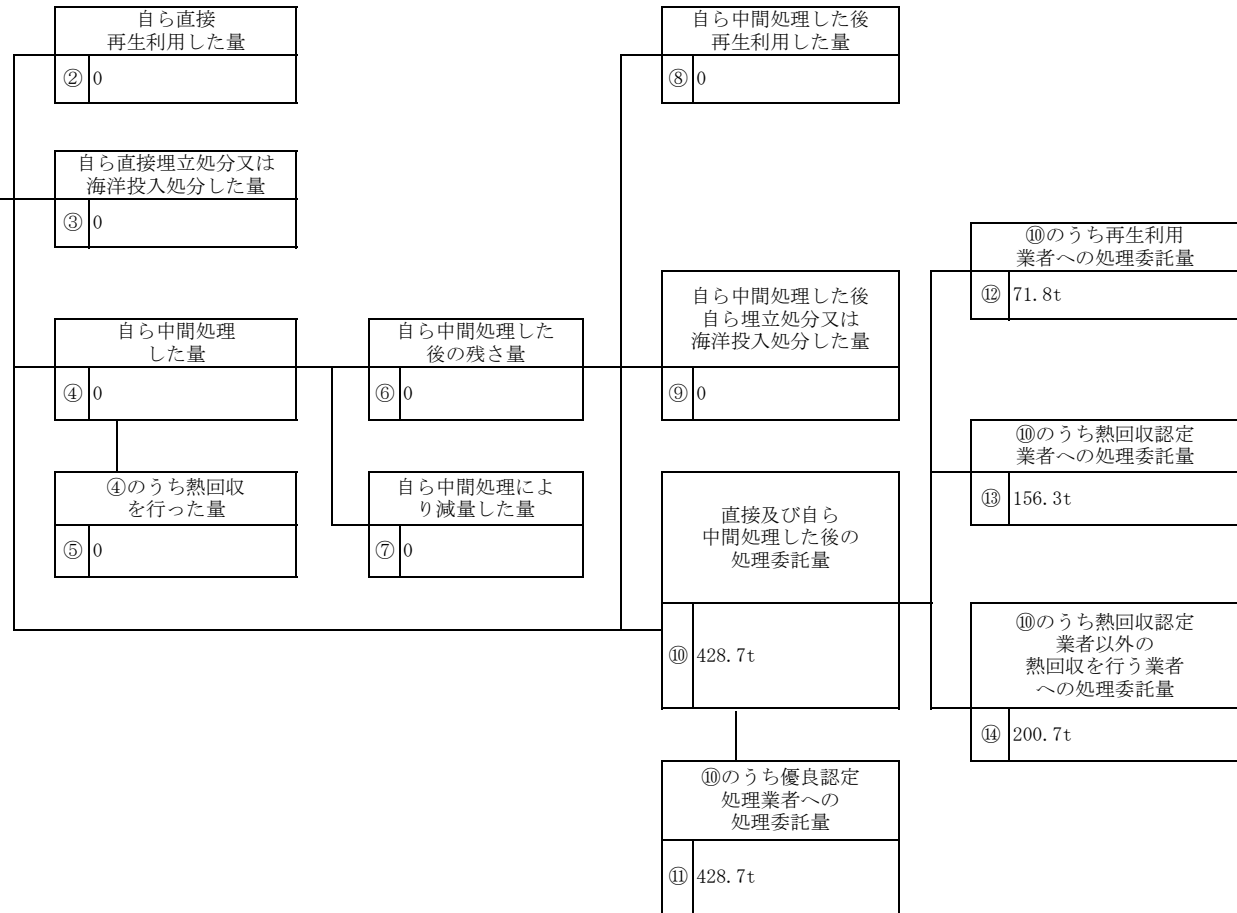 自ら直接
再生利用した量
② 0
自ら直接埋立処分又は
海洋投入処分した量
③ 0
自ら中間処理
した量
④ 0
④のうち熱回収
を行った量
⑤ 0
自ら中間処理した
後の残さ量
⑥ 0
自ら中間処理によ
り減量した量
⑦ 0
自ら中間処理した後
再生利用した量
⑧ 0
自ら中間処理した後
自ら埋立処分又は
海洋投入処分した量
⑨ 0
直接及び自ら
中間処理した後の
処理委託量
⑩ 428.7t
⑩のうち優良認定
処理業者への
処理委託量
⑪ 428.7t
⑩のうち再生利用
業者への処理委託量
⑫ 71.8t
⑩のうち熱回収認定
業者への処理委託量
⑬ 156.3t
⑩のうち熱回収認定
業者以外の
熱回収を行う業者
への処理委託量
⑭ 200.7t